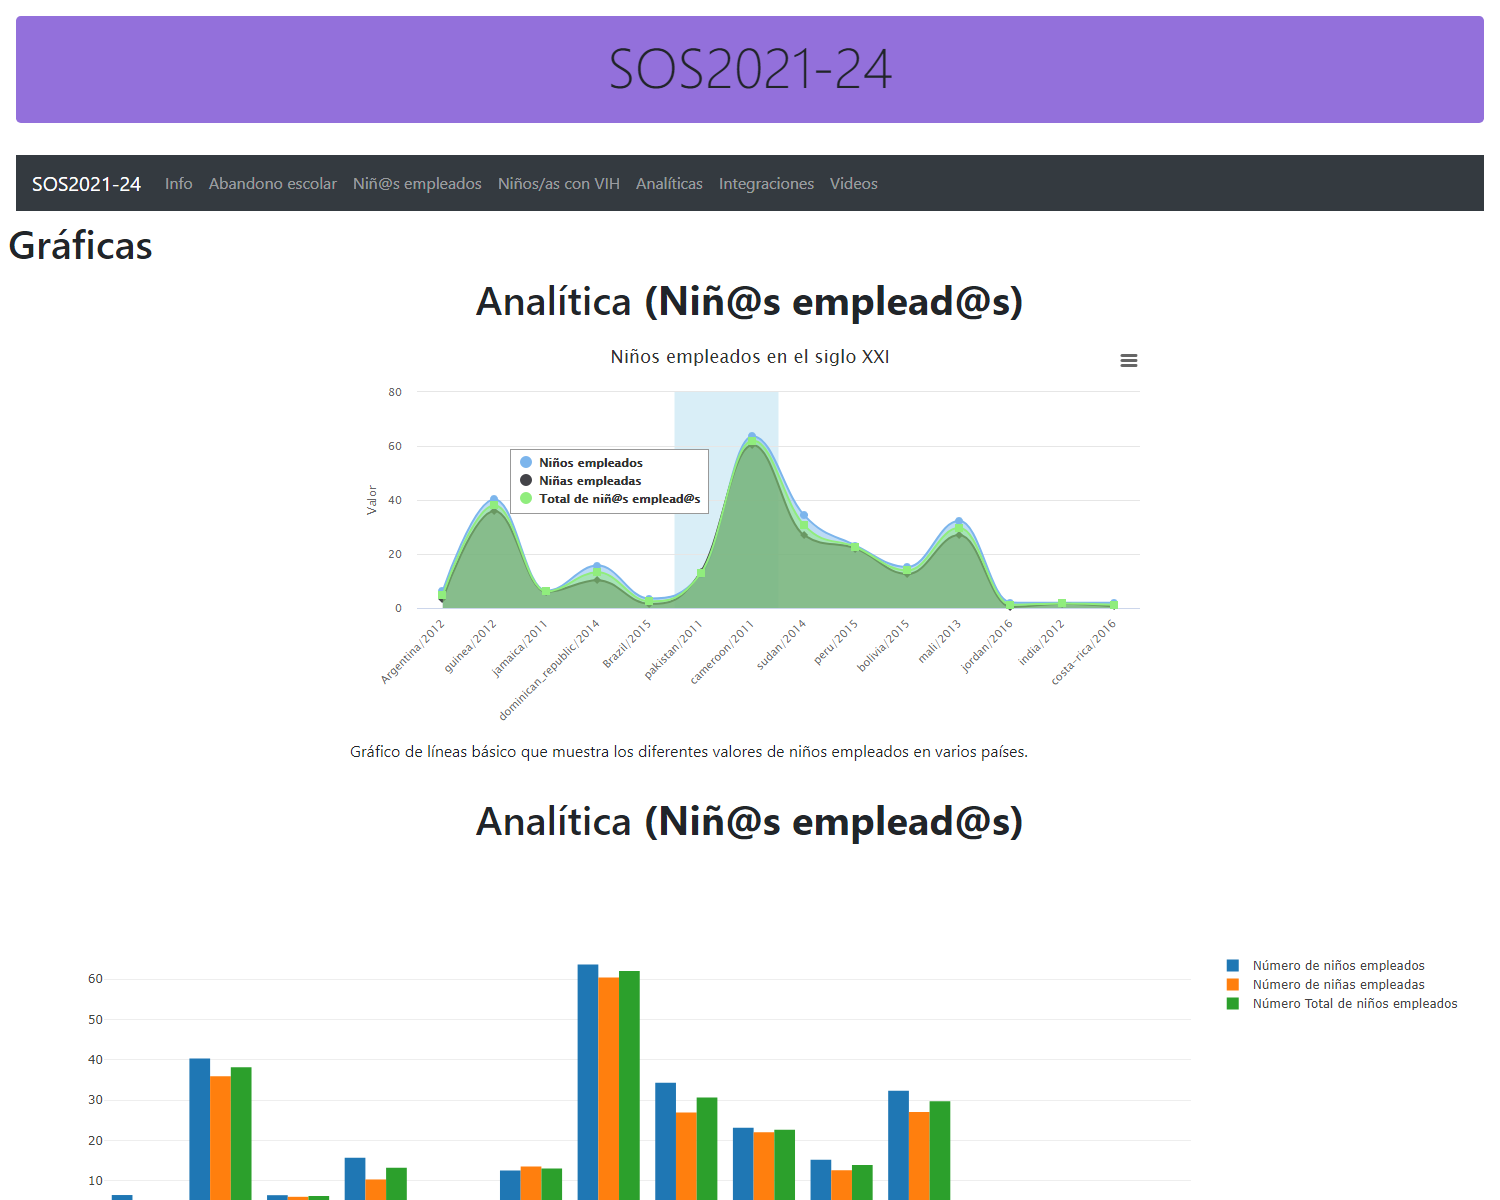 SOS2021-24
SOS2021-24 Info Abandono escolar Niñ@s empleados Niños/as con VIH Analíticas Integraciones Videos
Gráficas
Analítica (Niñ@s emplead@s)
Niños empleados en el siglo XXI
80
60
40
20
0
Valor
Niños empleados
Niñas empleadas
Total de niñ@s emplead@s
Argentina/2012
guinea/2012
jamaica/2011
dominican_republic/2014
Brazil/2015
pakistan/2011
cameroon/2011
sudan/2014
peru/2015
bolivia/2015
mali/2013
jordan/2016
india/2012
costa-rica/2016
Gráfico de líneas básico que muestra los diferentes valores de niños empleados en varios países.
Analítica (Niñ@s emplead@s)
60
50
40
30
20
10
Número de niños empleados
Número de niñas empleadas
Número Total de niños empleados